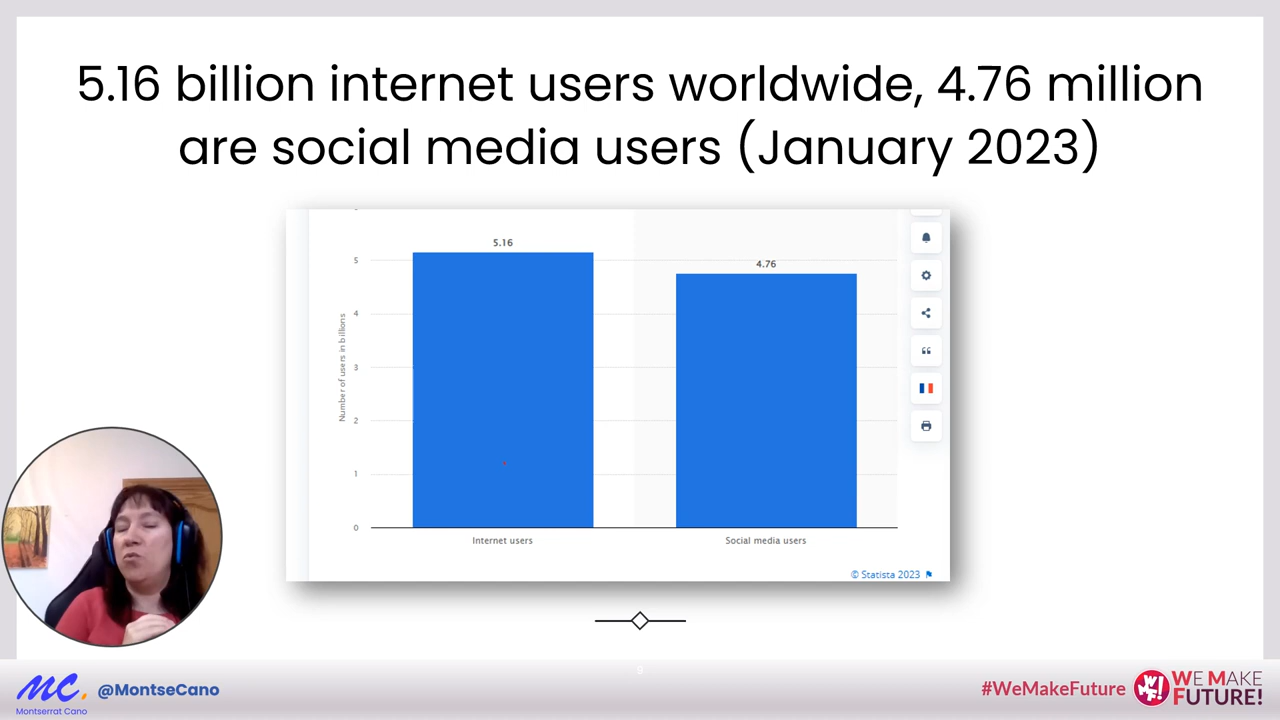 5.16 billion internet users worldwide, 4.76 million
are social media users (January 2023)
5.16
4.76
5
4
3
2
1
0
Number of users in billions
Internet users
Social media users
© Statista 2023
9
MC.
Montserrat Cano
@MontseCano
#WeMakeFuture
WE MAKE
FUTURE!